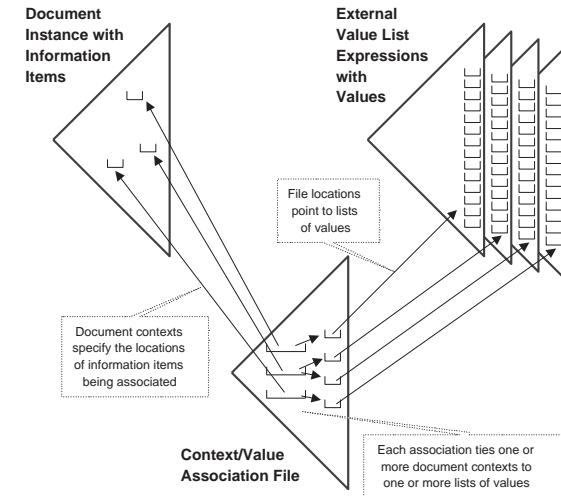 Document
Instance with
Information
Items
External
Value List
Expressions
with
Values
File locations
point to lists
of values
Document contexts
specify the locations
of information items
being associated
Context/Value
Association File
Each association ties one or
more document contexts to
one or more lists of values